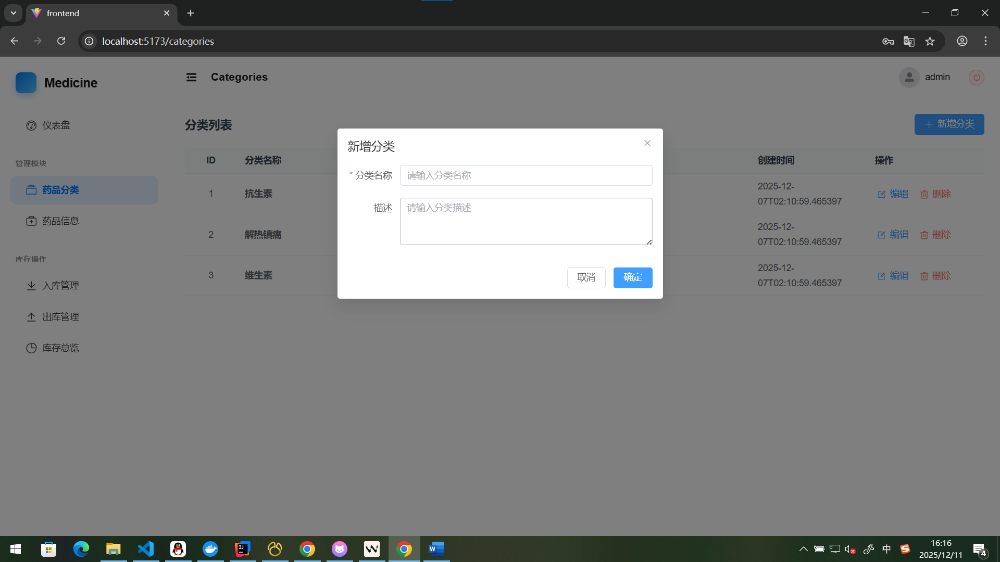 frontend
localhost:5173/categories
Medicine
Categories
admin
仪表盘
管理模块
药品分类
药品信息
库存操作
入库管理
出库管理
库存总览
分类列表
新增分类
ID 分类名称 创建时间 操作
1 抗生素 2025-12-
07T02:10:59.465397 编辑 删除
2 解热镇痛 2025-12-
07T02:10:59.465397 编辑 删除
3 维生素 2025-12-
07T02:10:59.465397 编辑 删除
新增分类
* 分类名称 请输入分类名称
描述 请输入分类描述
取消 确定
中
16:16
2025/12/11
4